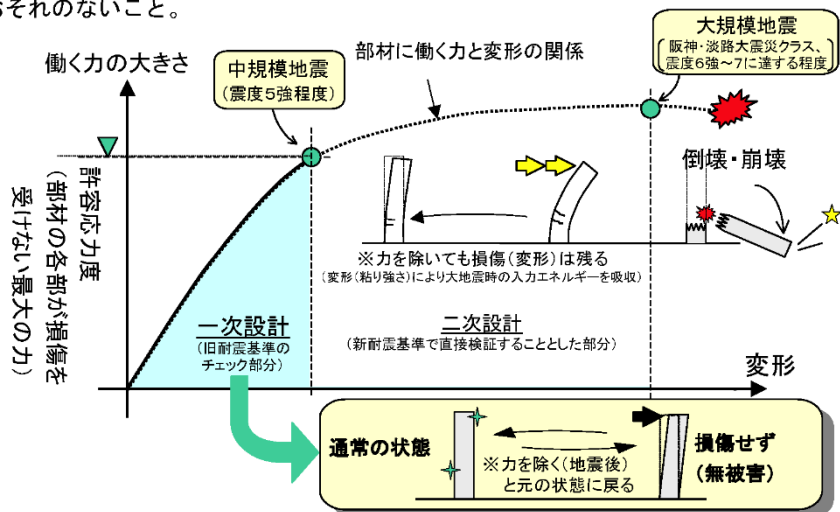 おそれのないこと。
働く力の大きさ
中規模地震
(震度5強程度)
部材に働く力と変形の関係
大規模地震
阪神・淡路大震災クラス、
震度6強～7に達する程度
倒壊・崩壊
許容応力度
(部材の各部が損傷を
受けない最大の力)
※力を除いても損傷(変形)は残る
(変形(粘り強さ)により大地震時の入力エネルギーを吸収)
一次設計
(旧耐震基準の
チェック部分)
二次設計
(新耐震基準で直接検証することとした部分)
変形
通常の状態
※力を除く(地震後)
と元の状態に戻る
損傷せず
(無被害)